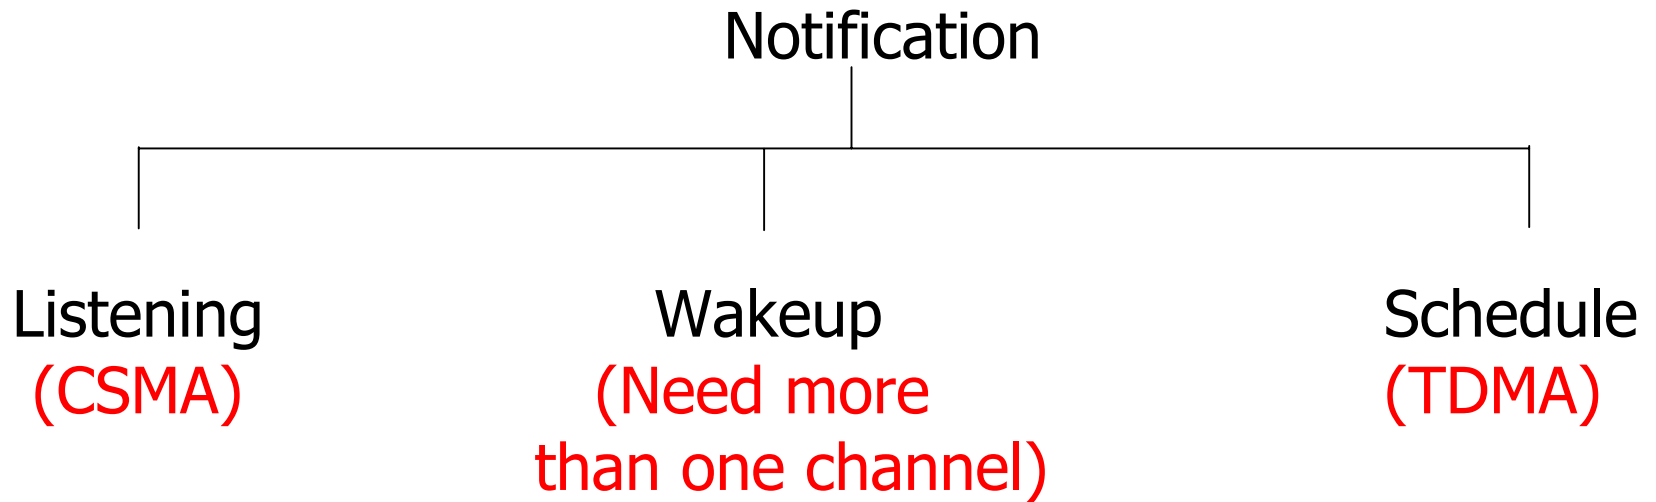 Notification
Listening
(CSMA)
Wakeup
(Need more
than one channel)
Schedule
(TDMA)